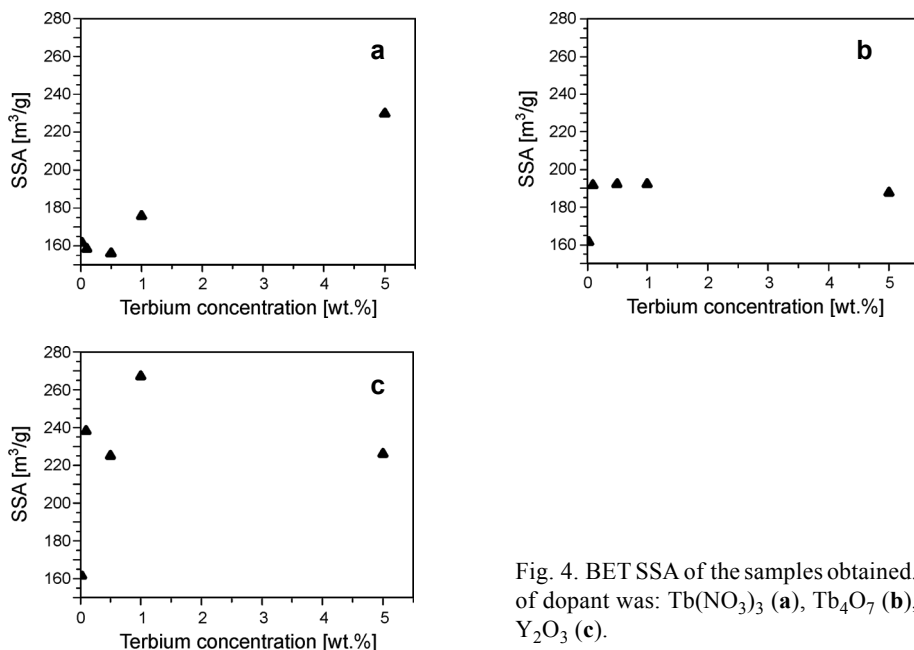 280
260
240
220
200
180
160
SSA [m³/g]
a
0 1 2 3 4 5
Terbium concentration [wt.%]
280
260
240
220
200
180
160
SSA [m³/g]
b
0 1 2 3 4 5
Terbium concentration [wt.%]
280
260
240
220
200
180
160
SSA [m³/g]
c
0 1 2 3 4 5
Terbium concentration [wt.%]
Fig. 4. BET SSA of the samples obtained.
of dopant was: Tb(NO₃)₃ (a), Tb₄O₇ (b),
Y₂O₃ (c).